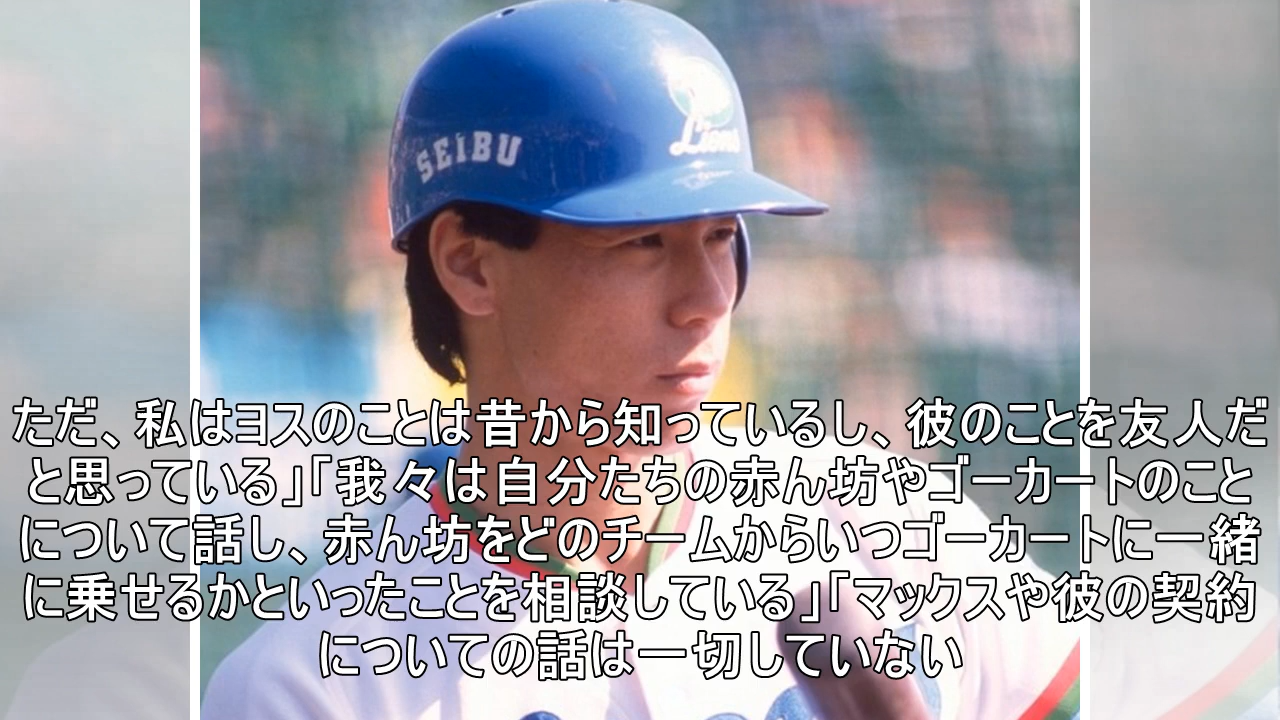 SEIBU
Lions
ただ、私はヨスのことは昔から知っているし、彼のことを友人だ
と思っている」「我々は自分たちの赤ん坊やゴーカートのこと
について話し、赤ん坊をどのチームからいつゴーカートに一緒
に乗せるかといったことを相談している」「マックスや彼の契約
についての話は一切していない